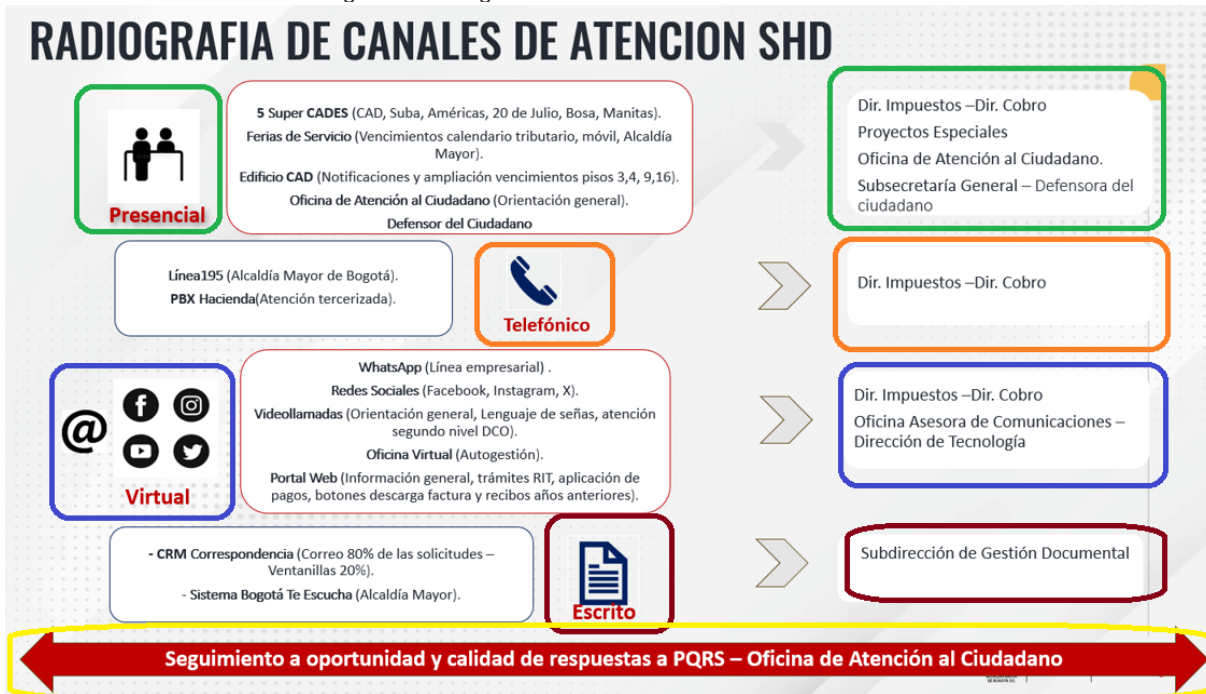 RADIOGRAFIA DE CANALES DE ATENCION SHD
Presencial
5 Super CADES (CAD, Suba, Américas, 20 de Julio, Bosa, Manitas).
Ferias de Servicio (Vencimientos calendario tributario, móvil, Alcaldía
Mayor).
Edificio CAD (Notificaciones y ampliación vencimientos pisos 3,4, 9,16).
Oficina de Atención al Ciudadano (Orientación general).
Defensor del Ciudadano
Dir. Impuestos –Dir. Cobro
Proyectos Especiales
Oficina de Atención al Ciudadano.
Subsecretaría General – Defensora del
ciudadano
Línea195 (Alcaldía Mayor de Bogotá).
PBX Hacienda(Atención tercerizada).
Telefónico
Dir. Impuestos –Dir. Cobro
@
Virtual
WhatsApp (Línea empresarial) .
Redes Sociales (Facebook, Instagram, X).
Videollamadas (Orientación general, Lenguaje de señas, atención
segundo nivel DCO).
Oficina Virtual (Autogestión).
Portal Web (Información general, trámites RIT, aplicación de
pagos, botones descarga factura y recibos años anteriores).
Dir. Impuestos –Dir. Cobro
Oficina Asesora de Comunicaciones –
Dirección de Tecnología
- CRM Correspondencia (Correo 80% de las solicitudes –
Ventanillas 20%).
- Sistema Bogotá Te Escucha (Alcaldía Mayor).
Escrito
Subdirección de Gestión Documental
Seguimiento a oportunidad y calidad de respuestas a PQRS – Oficina de Atención al Ciudadano